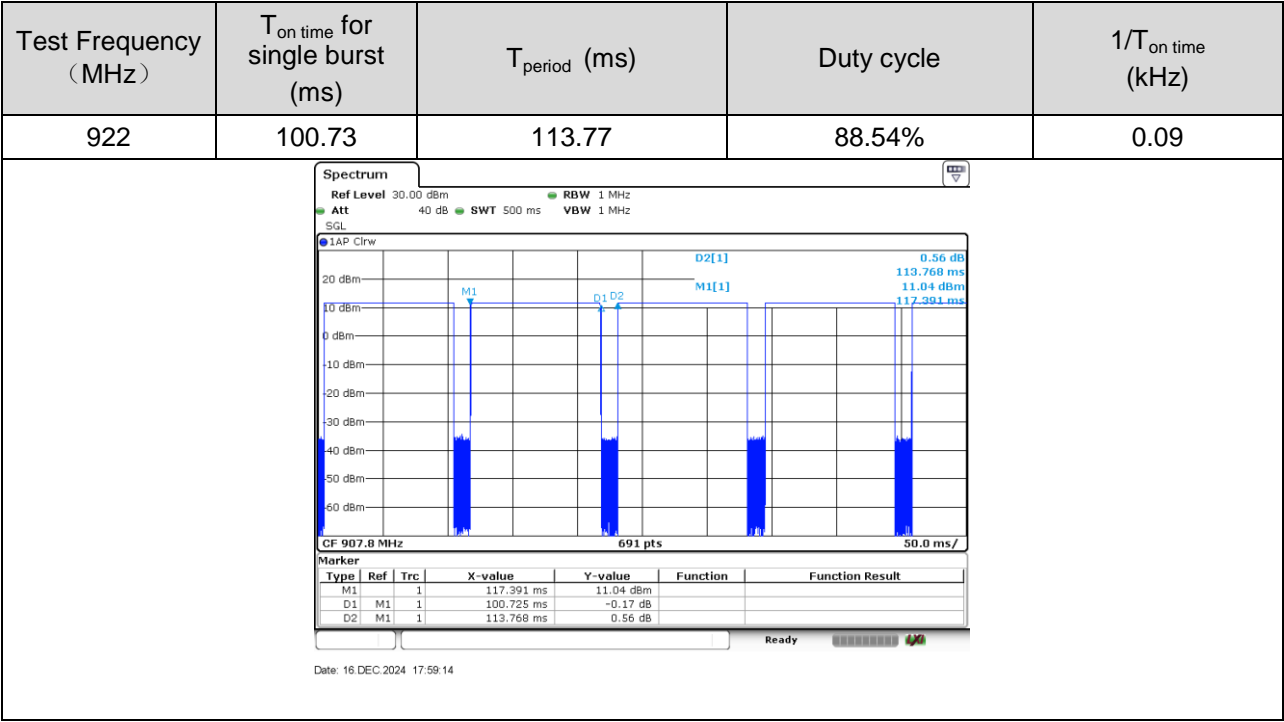 Test Frequency
（MHz）
Ton time for
single burst
(ms)
Tperiod (ms)
Duty cycle
1/Ton time
(kHz)
922 100.73 113.77 88.54% 0.09
Spectrum
Ref Level 30.00 dBm RBW 1 MHz
Att 40 dB SWT 500 ms VBW 1 MHz
SGL
1AP Clrw
D2[1] 0.56 dB
113.768 ms
20 dBm
M1[1] 11.04 dBm
117.391 ms
M1
D1 D2
10 dBm
0 dBm
-10 dBm
-20 dBm
-30 dBm
-40 dBm
-50 dBm
-60 dBm
CF 907.8 MHz 691 pts 50.0 ms/
Marker
Type Ref Trc X-value Y-value Function Function Result
M1 1 117.391 ms 11.04 dBm
D1 M1 1 100.725 ms -0.17 dB
D2 M1 1 113.768 ms 0.56 dB
Ready LXI
Date: 16.DEC.2024 17:59:14